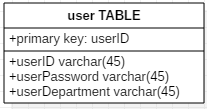 user TABLE
+primary key: userID
+userID varchar(45)
+userPassword varchar(45)
+userDepartment varchar(45)